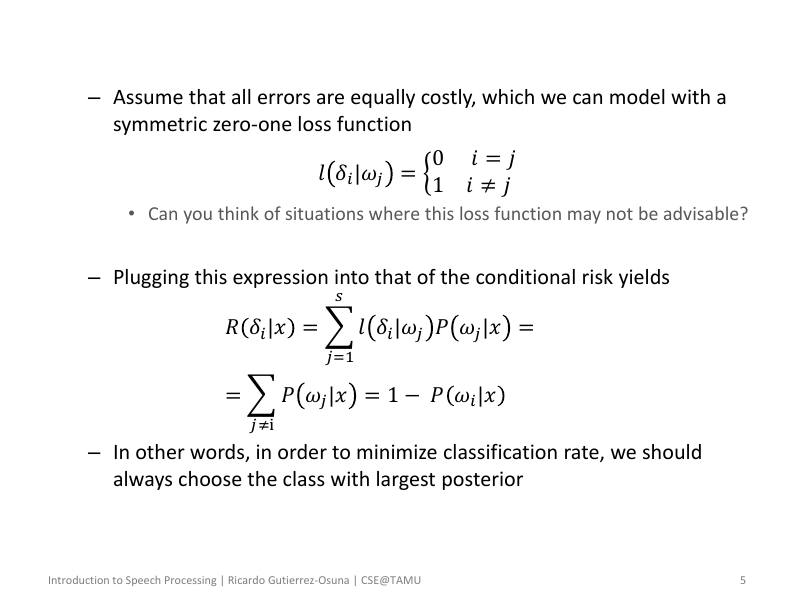 – Assume that all errors are equally costly, which we can model with a
symmetric zero-one loss function
𝑙(𝛿ᵢ|𝜔ⱼ) = {0 𝑖 = 𝑗
1 𝑖 ≠ 𝑗
• Can you think of situations where this loss function may not be advisable?
– Plugging this expression into that of the conditional risk yields
𝑅(𝛿ᵢ|𝑥) = ∑_{𝑗=1}^{𝑠} 𝑙(𝛿ᵢ|𝜔ⱼ)𝑃(𝜔ⱼ|𝑥) =
= ∑_{𝑗≠i} 𝑃(𝜔ⱼ|𝑥) = 1 − 𝑃(𝜔ᵢ|𝑥)
– In other words, in order to minimize classification rate, we should
always choose the class with largest posterior
Introduction to Speech Processing | Ricardo Gutierrez-Osuna | CSE@TAMU 5